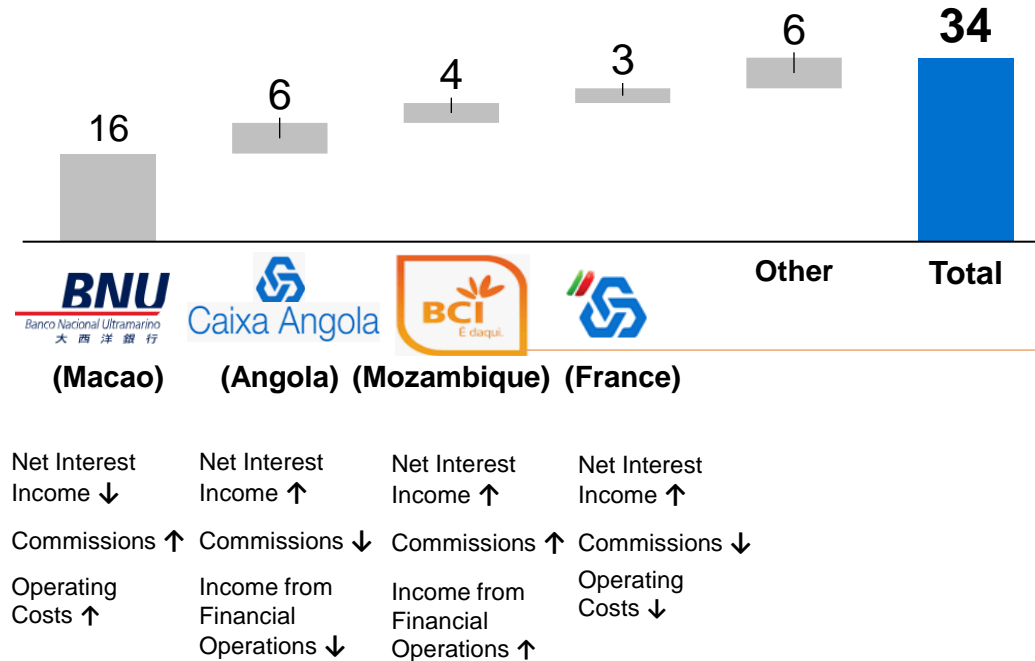 16
6
4
3
6
34
BNU
Banco Nacional Ultramarino
大西洋銀行
Caixa Angola
BCI
É daqui.
Other
Total
(Macao)
(Angola)
(Mozambique)
(France)
Net Interest
Income ↓
Commissions ↑
Operating
Costs ↑
Net Interest
Income ↑
Commissions ↓
Income from
Financial
Operations ↓
Net Interest
Income ↑
Commissions ↑
Income from
Financial
Operations ↑
Net Interest
Income ↑
Commissions ↓
Operating
Costs ↓